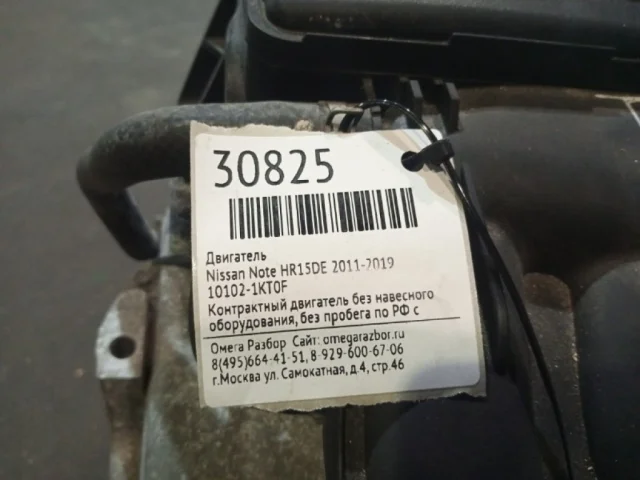 30825
Двигатель
Nissan Note HR15DE 2011-2019
10102-1KT0F
Контрактный двигатель без навесного
оборудования, без пробега по РФ с
Омега Разбор Сайт: omegarazbor.ru
8(495)664-41-51, 8-929-600-67-06
г.Москва ул. Самокатная, д.4, стр.46